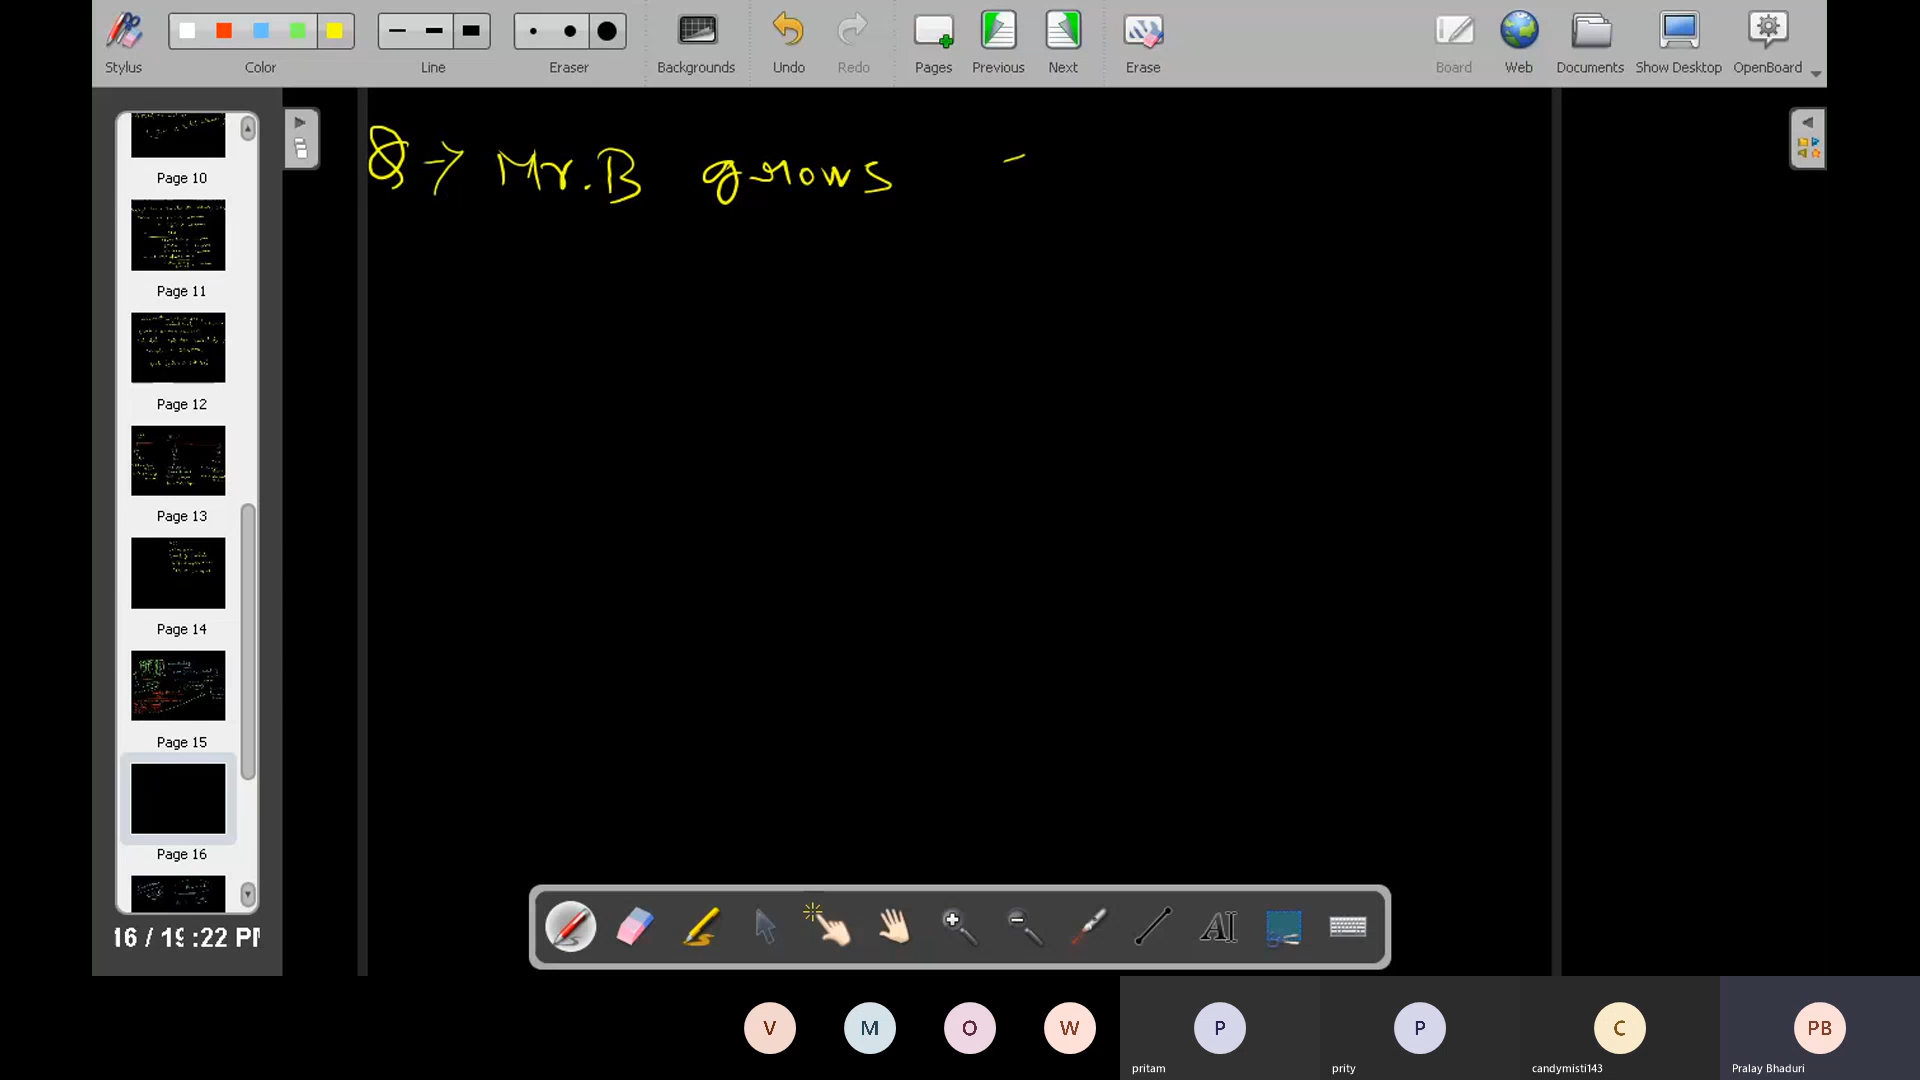 Stylus
Color
Line
Eraser
Backgrounds
Undo
Redo
Pages
Previous
Next
Erase
Board
Web
Documents
Show Desktop
OpenBoard
Page 10
Page 11
Page 12
Page 13
Page 14
Page 15
Page 16
Q → Mr. B grows
AI
V
M
O
W
P
P
C
PB
pritam
prity
candymisti143
Pralay Bhaduri